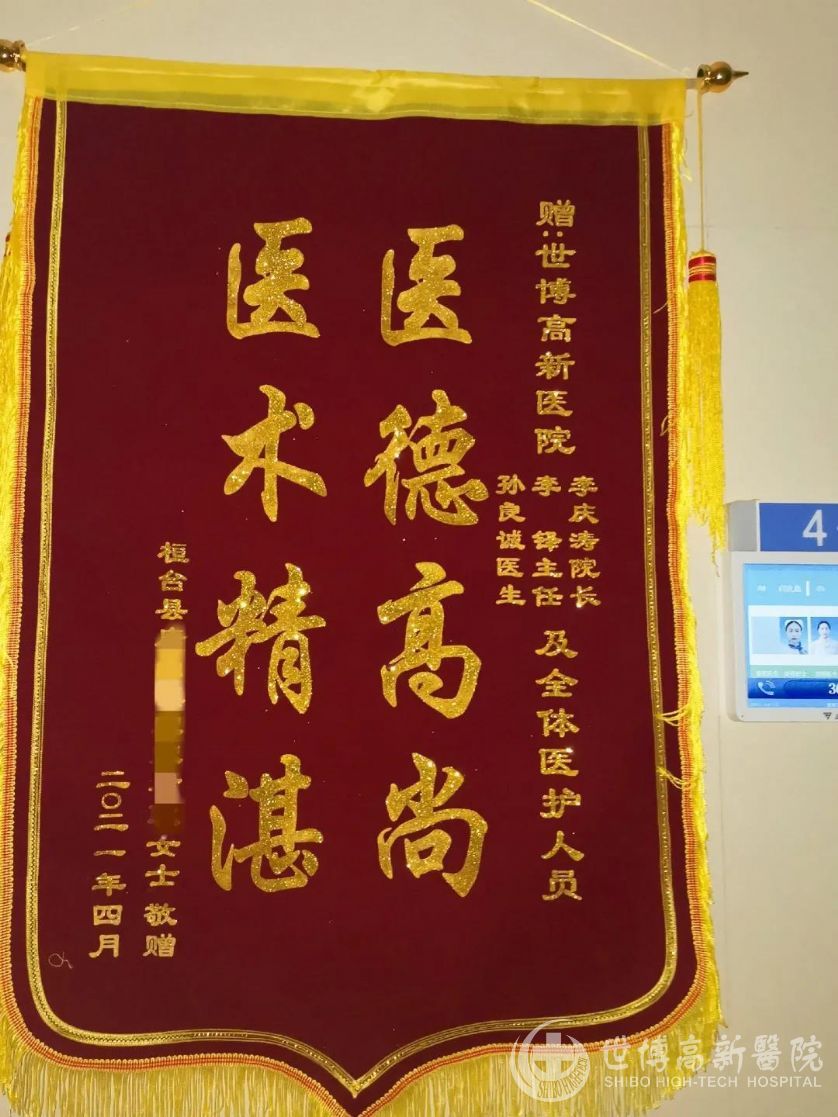 赠:世博高新医院
李庆涛院长
李铎主任
孙良诚医生
及全体医护人员
医德高尚
医术精湛
桓台县
女士 敬赠
二〇二一年四月
4
世博高新醫院
SHIBO HIGH-TECH HOSPITAL